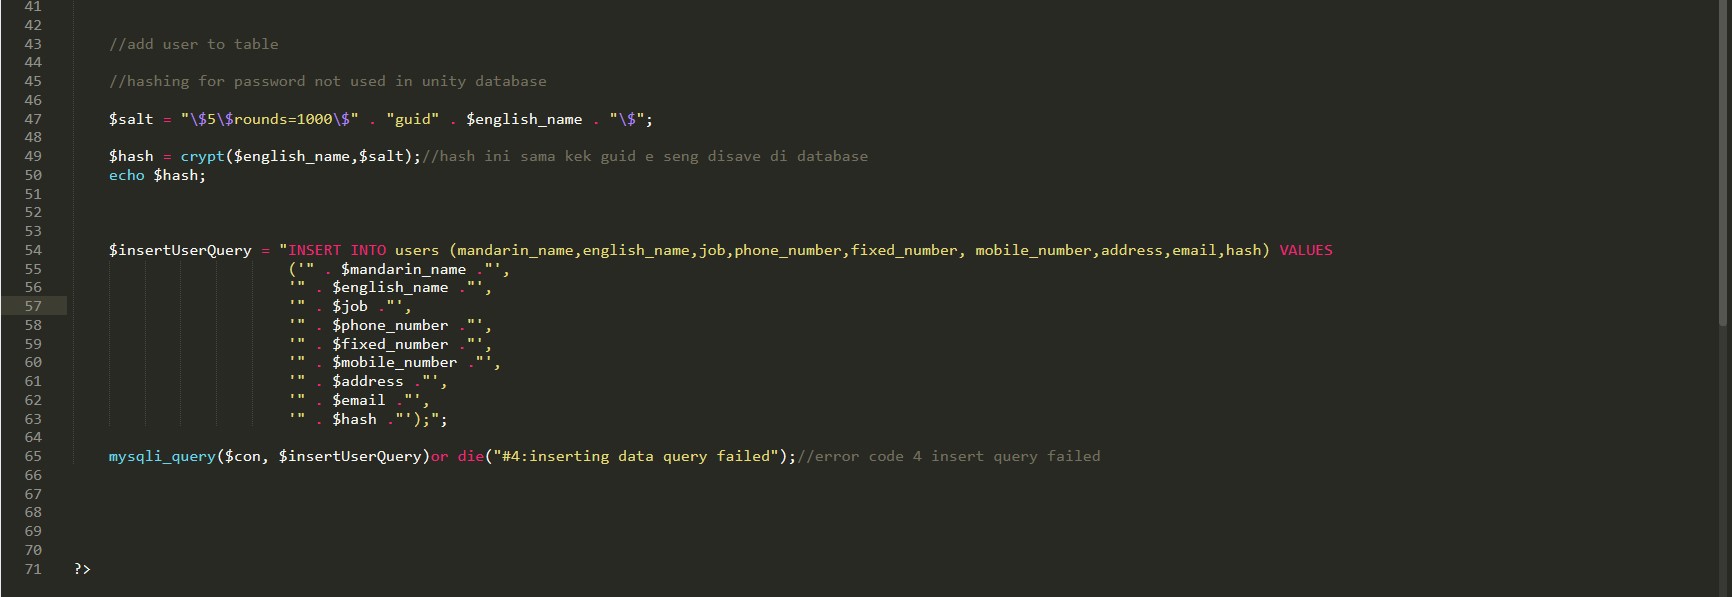 41
42
43 //add user to table
44
45 //hashing for password not used in unity database
46
47 $salt = "\$5\$rounds=1000\$" . "guid" . $english_name . "\$";
48
49 $hash = crypt($english_name,$salt);//hash ini sama kek guid e seng disave di database
50 echo $hash;
51
52
53
54 $insertUserQuery = "INSERT INTO users (mandarin_name,english_name,job,phone_number,fixed_number, mobile_number,address,email,hash) VALUES
55 ('" . $mandarin_name ."',
56 '" . $english_name ."',
57 '" . $job ."',
58 '" . $phone_number ."',
59 '" . $fixed_number ."',
60 '" . $mobile_number ."',
61 '" . $address ."',
62 '" . $email ."',
63 '" . $hash ."');";
64
65 mysqli_query($con, $insertUserQuery)or die("#4:inserting data query failed");//error code 4 insert query failed
66
67
68
69
70
71 ?>